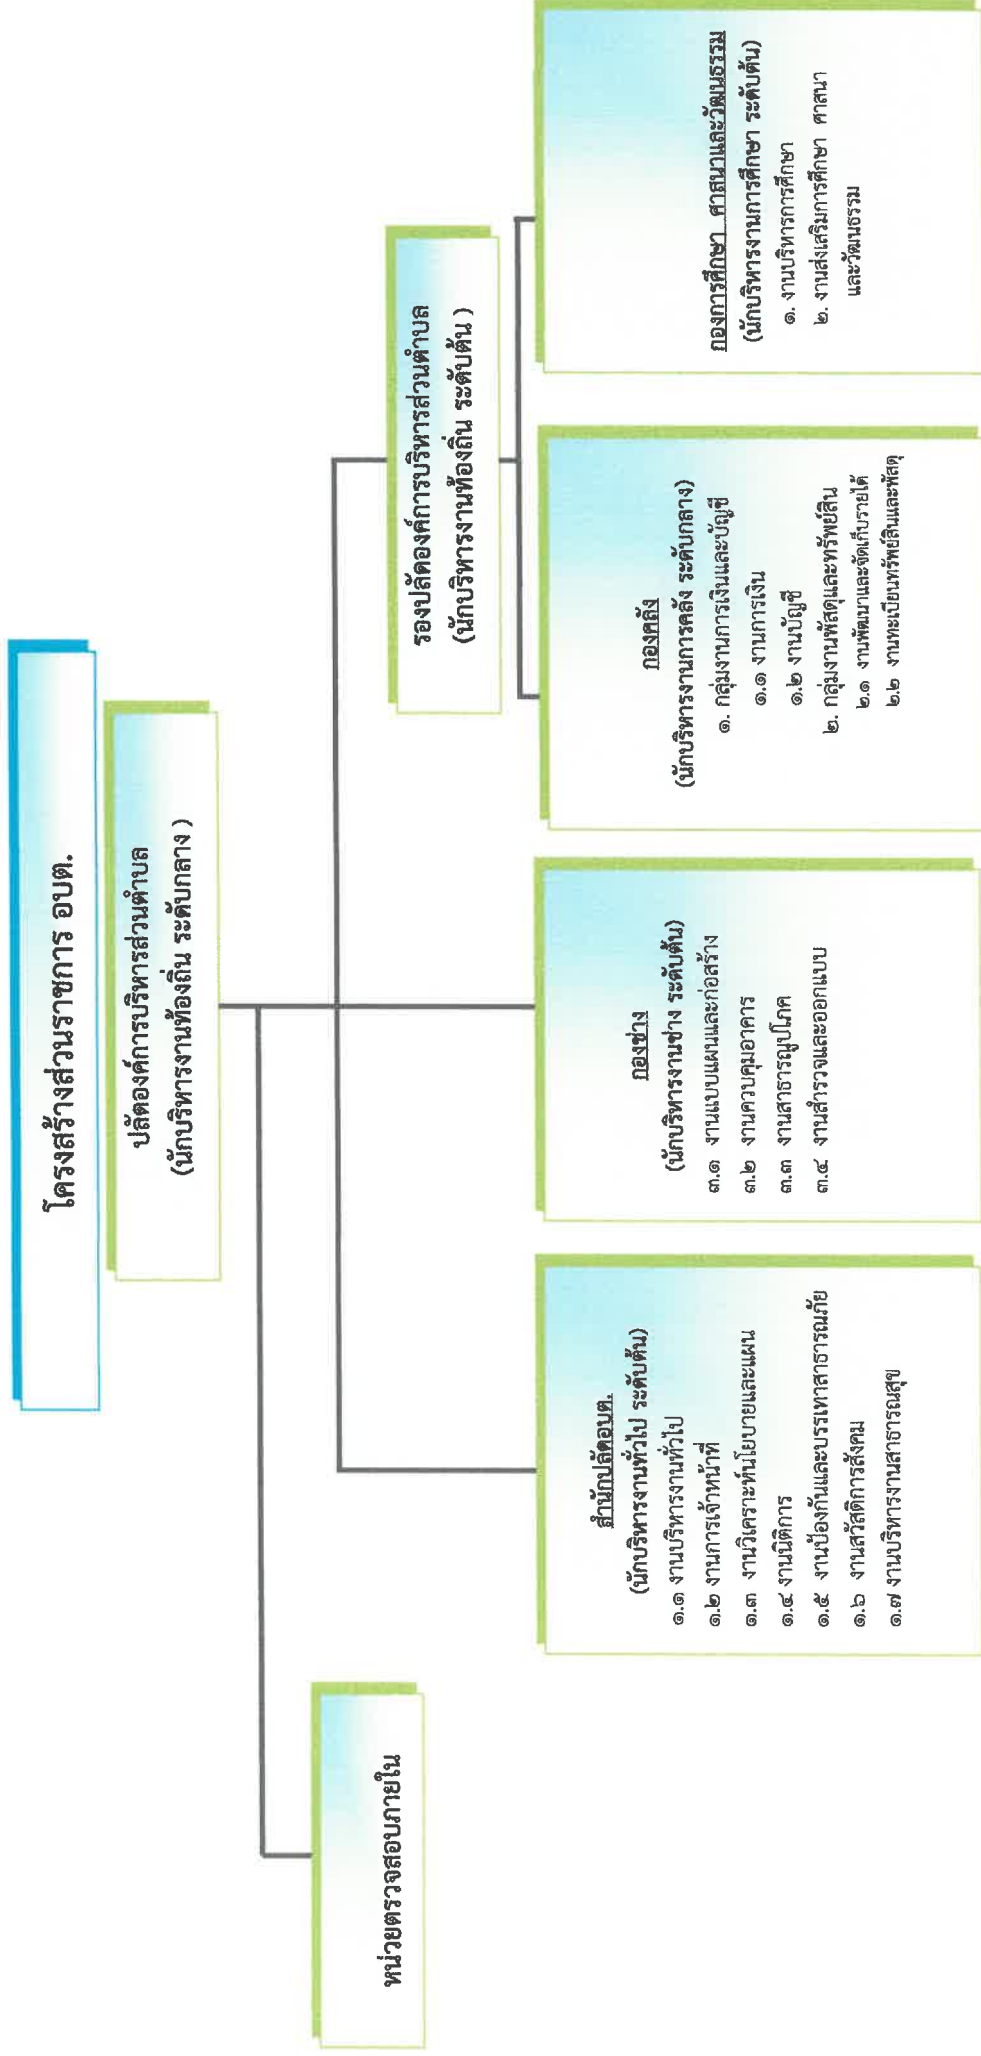 โครงสร้างส่วนราชการ อบต.
ปลัดองค์การบริหารส่วนตำบล
(นักบริหารงานท้องถิ่น ระดับกลาง )
หน่วยตรวจสอบภายใน
รองปลัดองค์การบริหารส่วนตำบล
(นักบริหารงานท้องถิ่น ระดับต้น )
สำนักปลัดอบต.
(นักบริหารงานทั่วไป ระดับต้น)
๑.๑ งานบริหารงานทั่วไป
๑.๒ งานการเจ้าหน้าที่
๑.๓ งานวิเคราะห์นโยบายและแผน
๑.๔ งานนิติการ
๑.๕ งานป้องกันและบรรเทาสาธารณภัย
๑.๖ งานสวัสดิการสังคม
๑.๗ งานบริหารงานสาธารณสุข
กองช่าง
(นักบริหารงานช่าง ระดับต้น)
๓.๑ งานแบบแผนและก่อสร้าง
๓.๒ งานควบคุมอาคาร
๓.๓ งานสาธารณูปโภค
๓.๔ งานสำรวจและออกแบบ
กองคลัง
(นักบริหารงานการคลัง ระดับกลาง)
๑. กลุ่มงานการเงินและบัญชี
๑.๑ งานการเงิน
๑.๒ งานบัญชี
๒. กลุ่มงานพัสดุและทรัพย์สิน
๒.๑ งานพัฒนาและจัดเก็บรายได้
๒.๒ งานทะเบียนทรัพย์สินและพัสดุ
กองการศึกษา ศาสนาและวัฒนธรรม
(นักบริหารงานการศึกษา ระดับต้น)
๑. งานบริหารการศึกษา
๒. งานส่งเสริมการศึกษา ศาสนา
และวัฒนธรรม